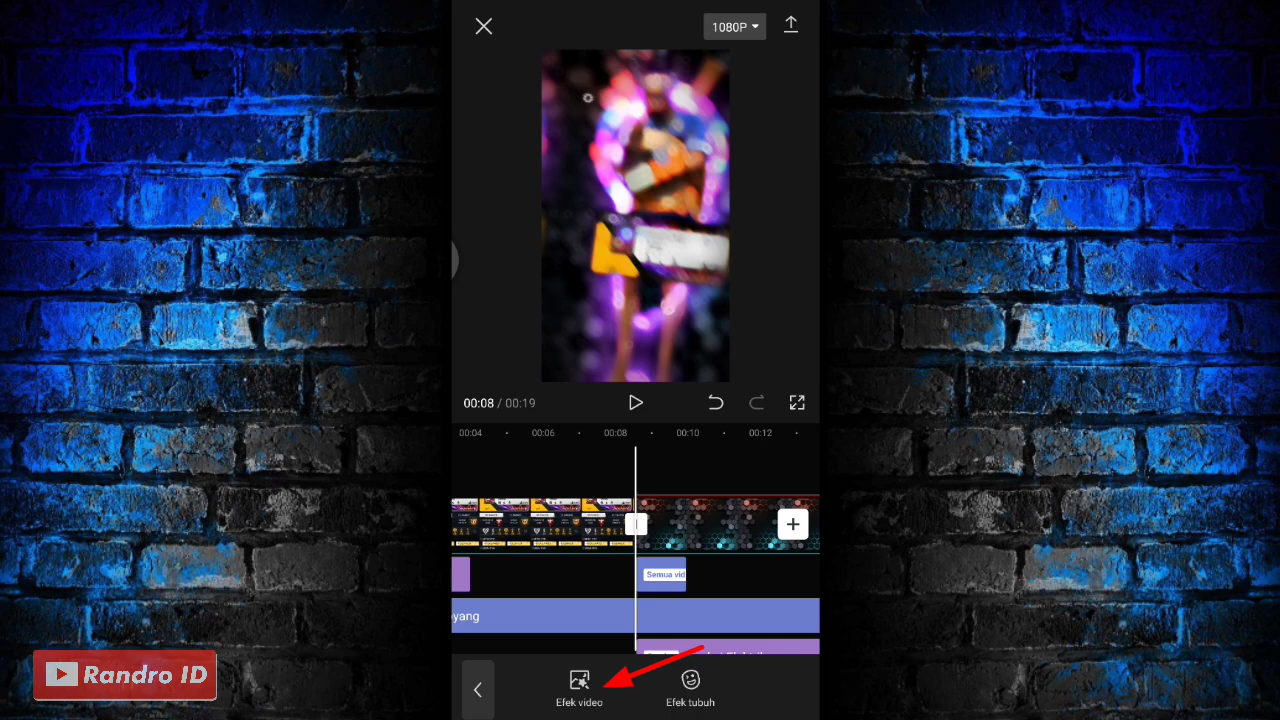 1080P
00:08 / 00:19
00:04 00:06 00:08 00:10 00:12
Semua vid
yang
Randro ID
Efek video Efek tubuh